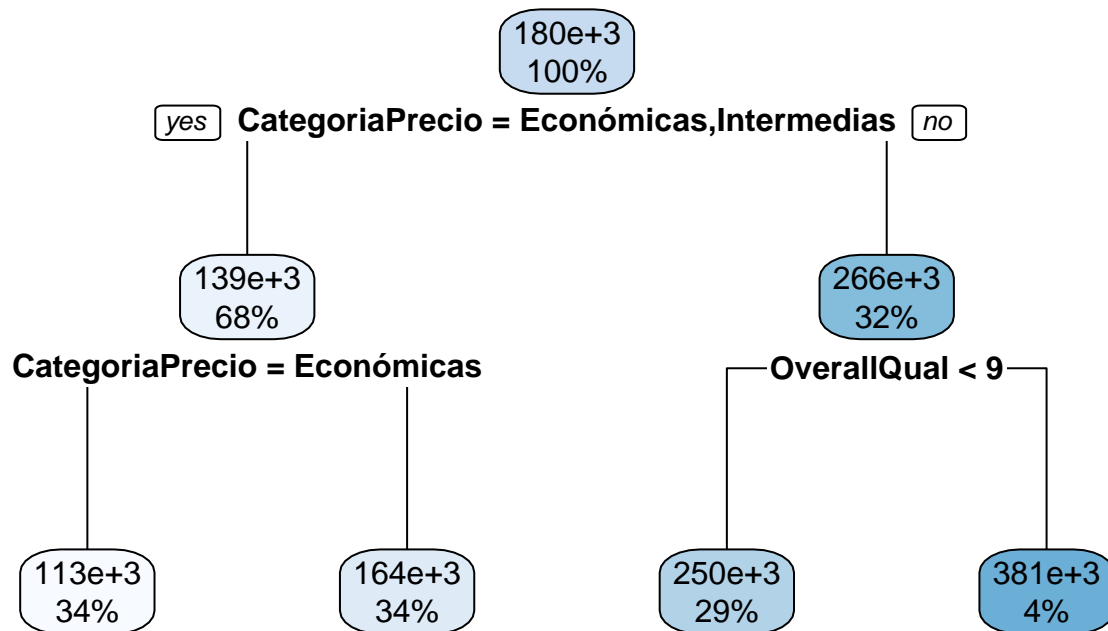 180e+3
100%
yes CategoriaPrecio = Económicas,Intermedias no
139e+3
68%
266e+3
32%
CategoriaPrecio = Económicas
OverallQual < 9
113e+3
34%
164e+3
34%
250e+3
29%
381e+3
4%